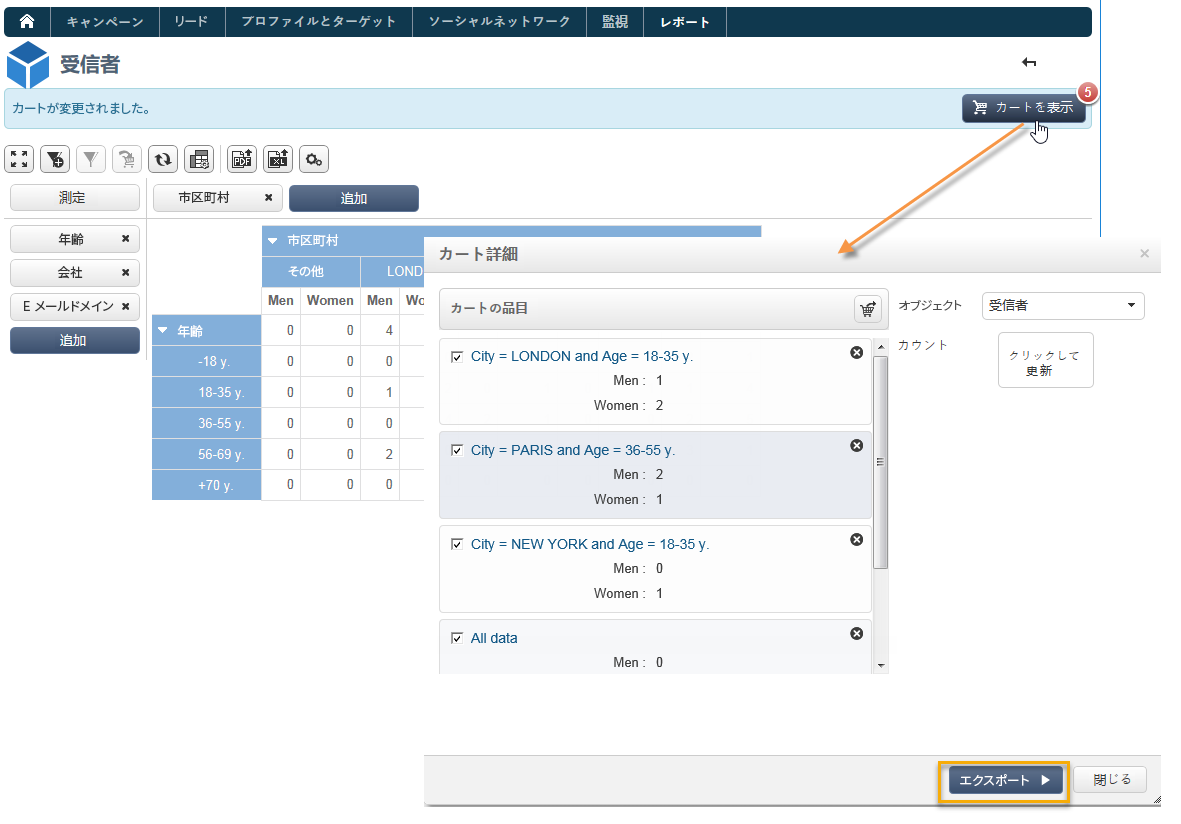 キャンペーン リード プロファイルとターゲット ソーシャルネットワーク 監視 レポート
受信者
カートが変更されました。 カートを表示 5
PDF XL
測定 市区町村 追加
年齢
会社
E メールドメイン
追加
市区町村
その他 LOND
Men Women Men Wo
年齢 0 0 4
-18 y. 0 0 0
18-35 y. 0 0 1
36-55 y. 0 0 0
56-69 y. 0 0 2
+70 y. 0 0 0
カート詳細
カートの品目
City = LONDON and Age = 18-35 y.
Men : 1
Women : 2
City = PARIS and Age = 36-55 y.
Men : 2
Women : 1
City = NEW YORK and Age = 18-35 y.
Men : 0
Women : 1
All data
Men : 0
オブジェクト 受信者
カウント
クリックして
更新
エクスポート 閉じる